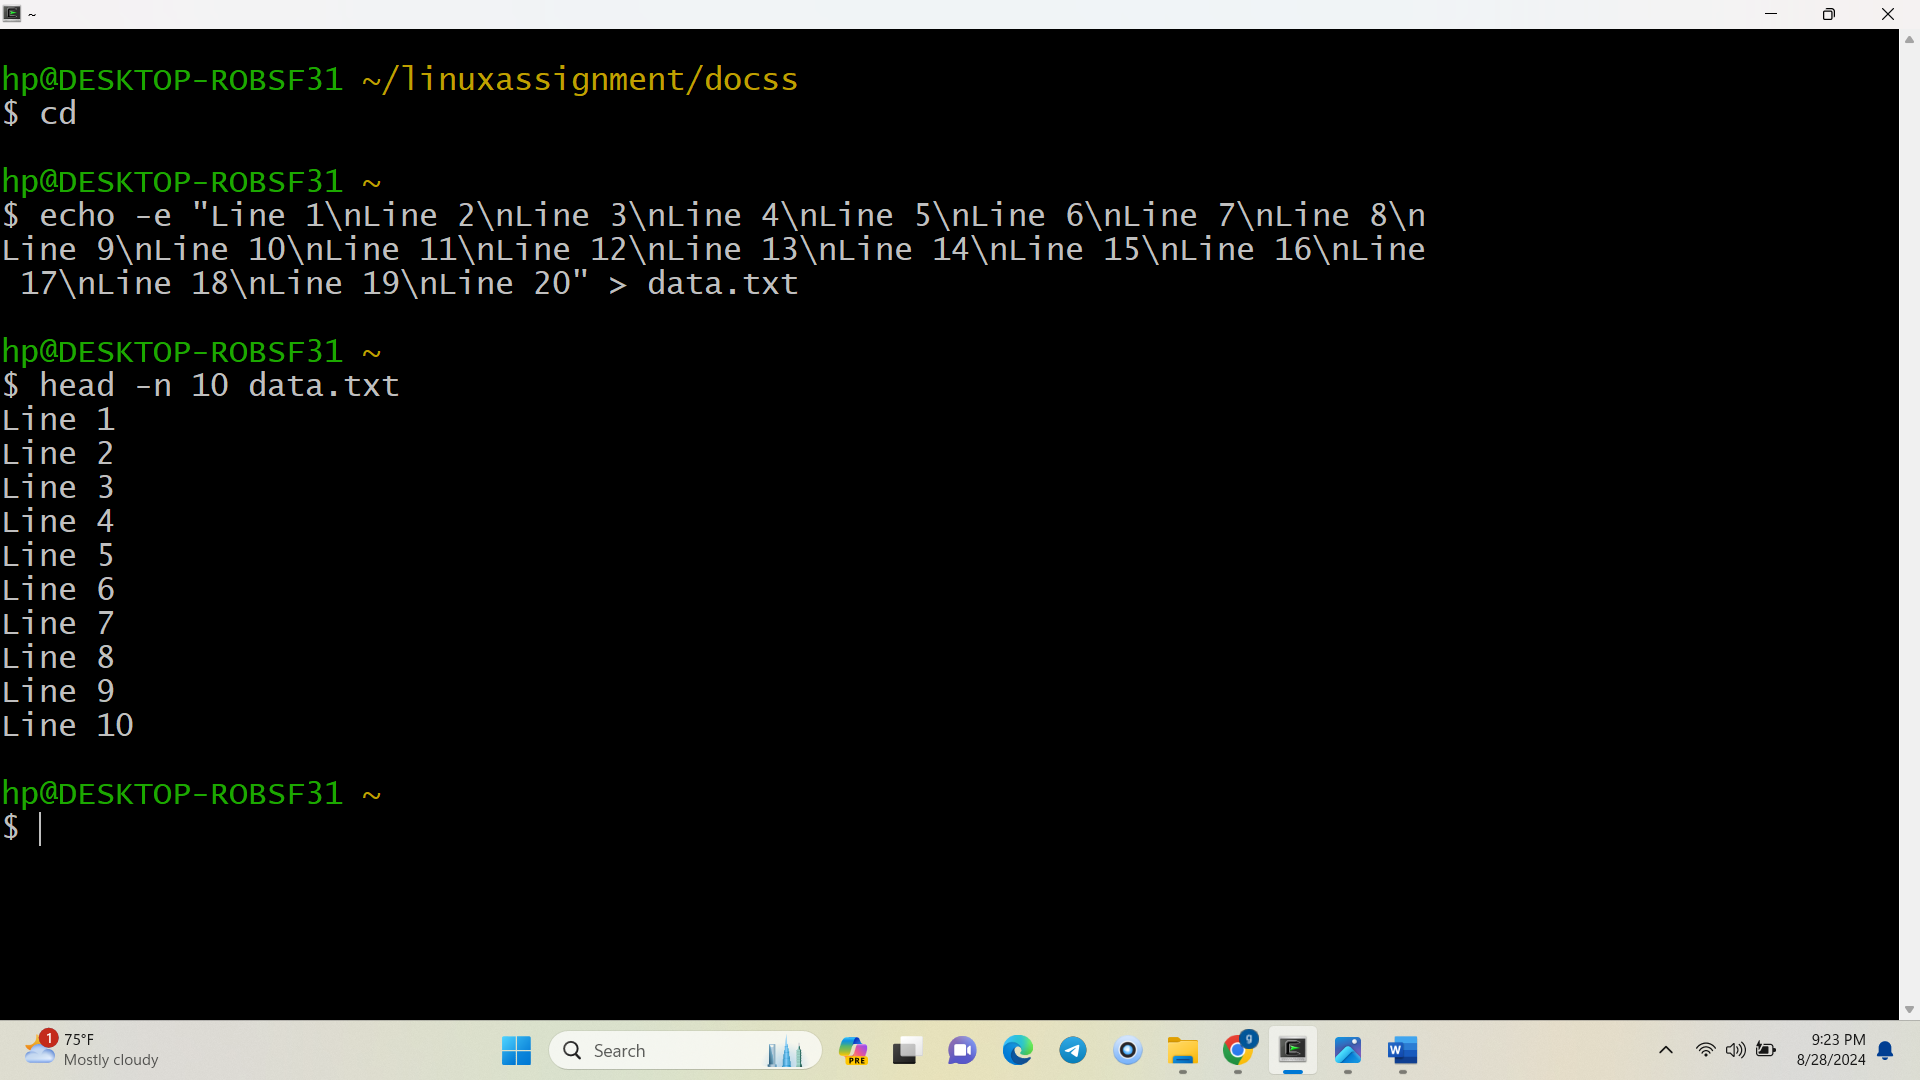 ~
hp@DESKTOP-ROBSF31 ~/linuxassignment/docss
$ cd
hp@DESKTOP-ROBSF31 ~
$ echo -e "Line 1\nLine 2\nLine 3\nLine 4\nLine 5\nLine 6\nLine 7\nLine 8\n
Line 9\nLine 10\nLine 11\nLine 12\nLine 13\nLine 14\nLine 15\nLine 16\nLine
 17\nLine 18\nLine 19\nLine 20" > data.txt
hp@DESKTOP-ROBSF31 ~
$ head -n 10 data.txt
Line 1
Line 2
Line 3
Line 4
Line 5
Line 6
Line 7
Line 8
Line 9
Line 10
hp@DESKTOP-ROBSF31 ~
$
1
75°F
Mostly cloudy
Search
PRE
g
W
9:23 PM
8/28/2024